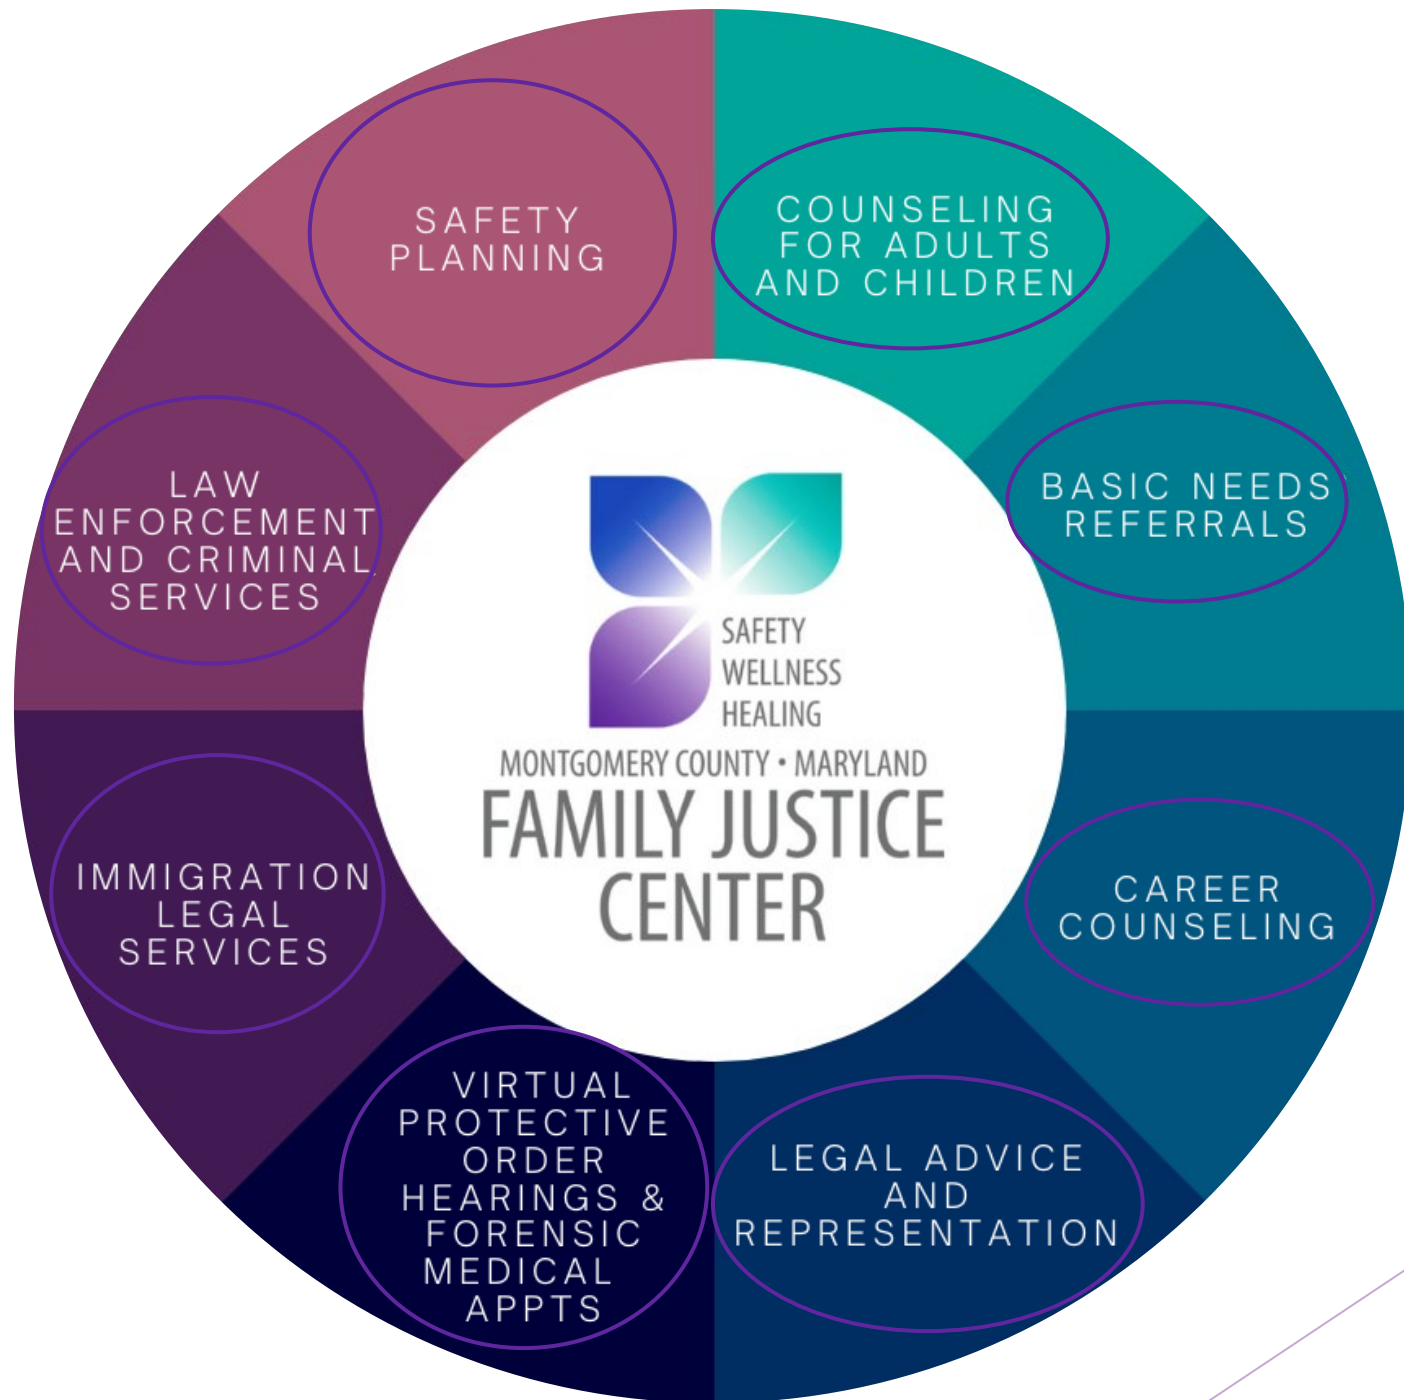 SAFETY
PLANNING
COUNSELING
FOR ADULTS
AND CHILDREN
BASIC NEEDS
REFERRALS
CAREER
COUNSELING
LEGAL ADVICE
AND
REPRESENTATION
VIRTUAL
PROTECTIVE
ORDER
HEARINGS &
FORENSIC
MEDICAL
APPTS
IMMIGRATION
LEGAL
SERVICES
LAW
ENFORCEMENT
AND CRIMINAL
SERVICES
SAFETY
WELLNESS
HEALING
MONTGOMERY COUNTY • MARYLAND
FAMILY JUSTICE
CENTER